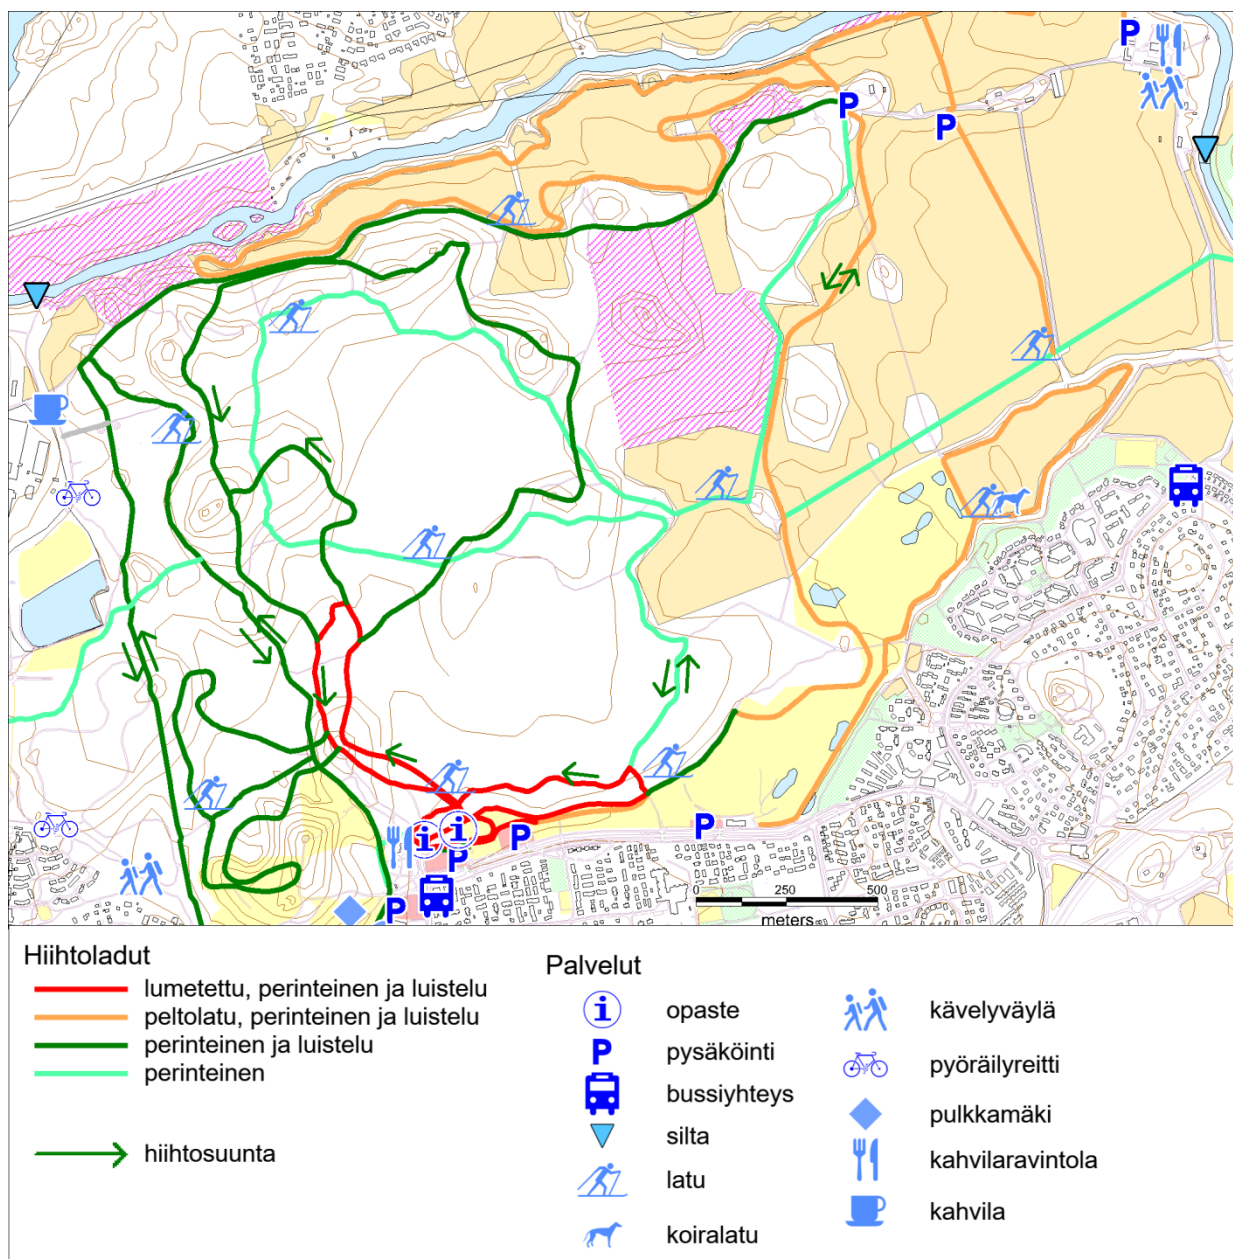 P
P
P
P
P
P
P
i
i
0
250
500
meters
Hiihtoladut
lumetettu, perinteinen ja luistelu
peltolatu, perinteinen ja luistelu
perinteinen ja luistelu
perinteinen
hiihtosuunta
Palvelut
i opaste
P pysäköinti
bussiyhteys
silta
latu
koiralatu
kävelyväylä
pyöräilyreitti
pulkkamäki
kahvilaravintola
kahvila